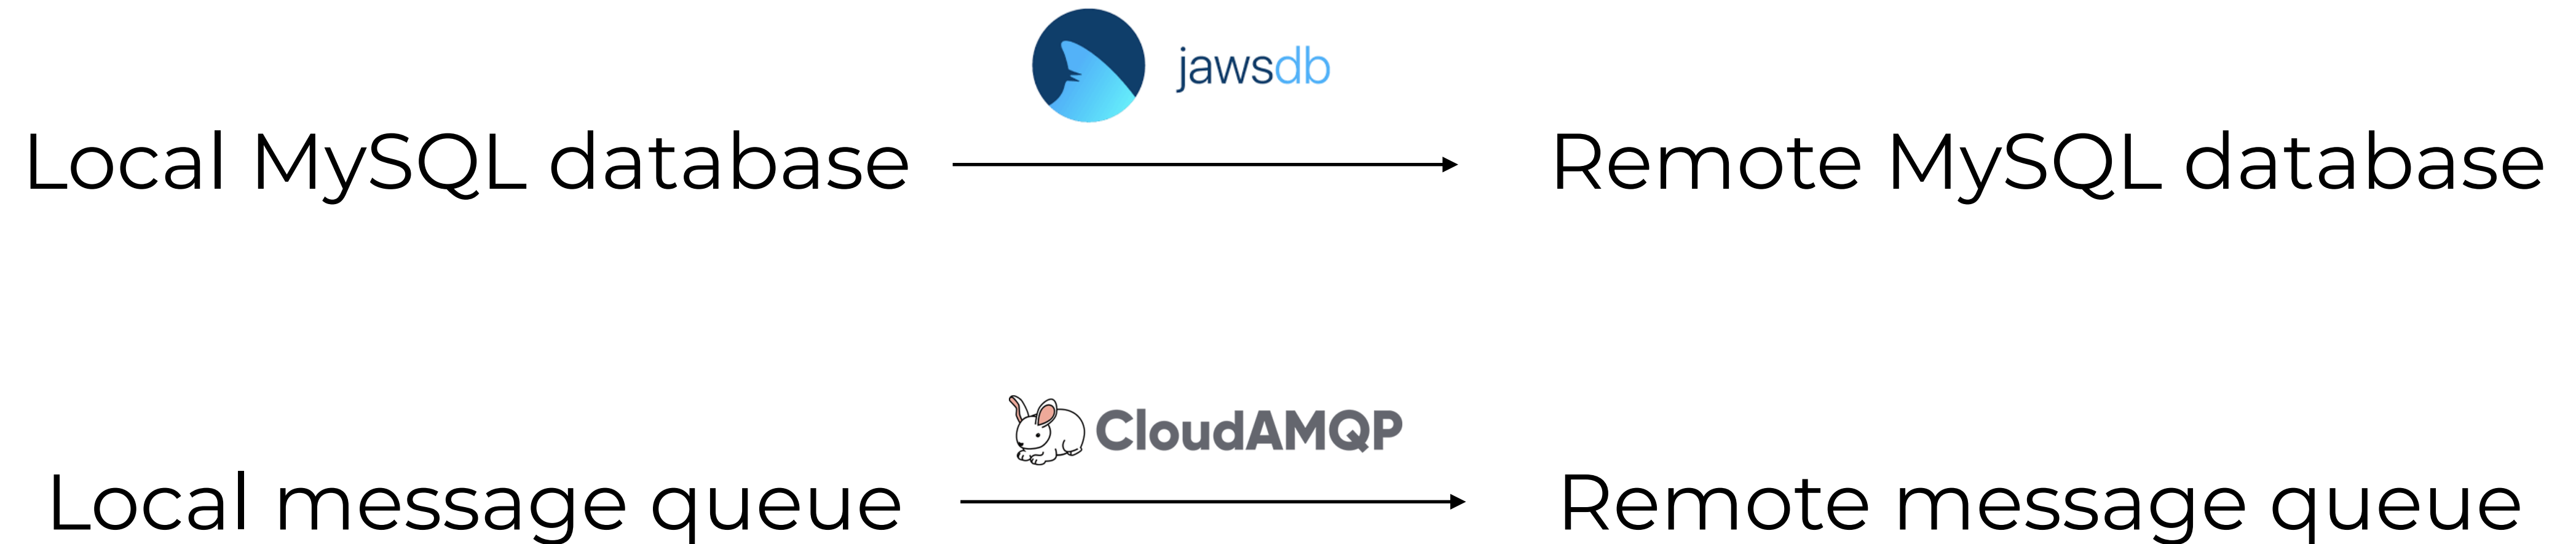 jawsdb
Local MySQL database
Remote MySQL database
CloudAMQP
Local message queue
Remote message queue